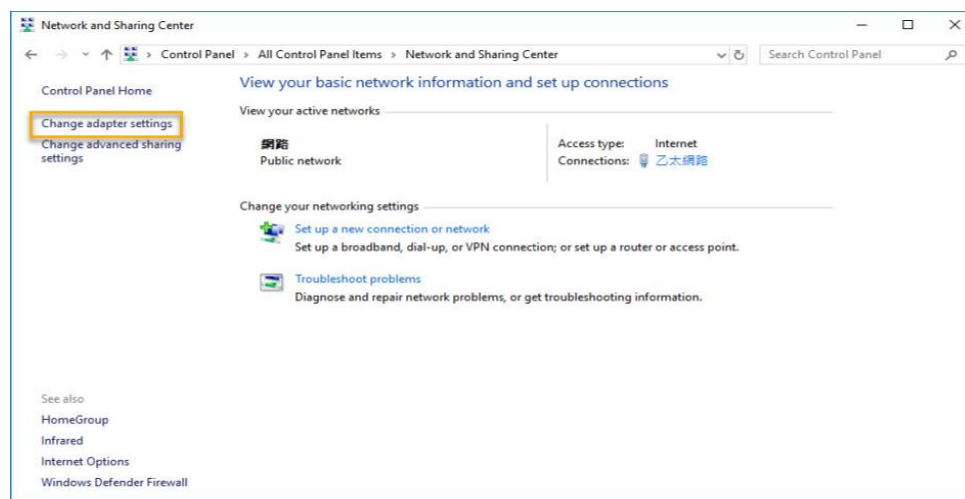 Network and Sharing Center
Control Panel > All Control Panel Items > Network and Sharing Center
Search Control Panel
Control Panel Home
Change adapter settings
Change advanced sharing
settings
View your basic network information and set up connections
View your active networks
網路
Public network
Access type: Internet
Connections: 乙太網路
Change your networking settings
Set up a new connection or network
Set up a broadband, dial-up, or VPN connection; or set up a router or access point.
Troubleshoot problems
Diagnose and repair network problems, or get troubleshooting information.
See also
HomeGroup
Infrared
Internet Options
Windows Defender Firewall